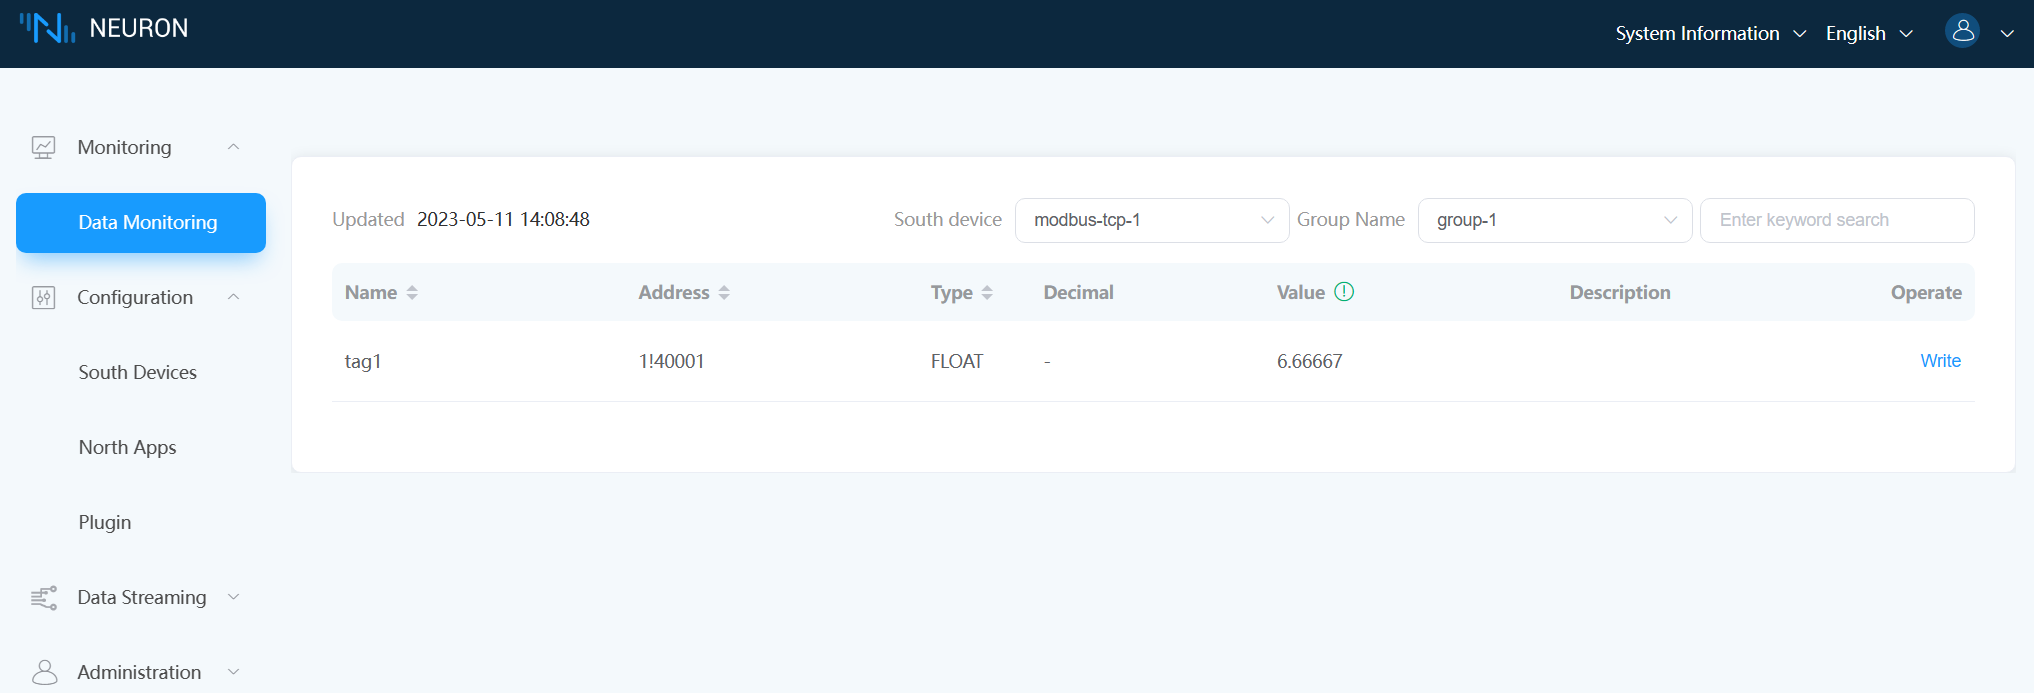 NEURON
System Information
English
Monitoring
Data Monitoring
Configuration
South Devices
North Apps
Plugin
Data Streaming
Administration
Updated 2023-05-11 14:08:48
South device modbus-tcp-1 Group Name group-1 Enter keyword search
Name Address Type Decimal Value Description Operate
tag1 1!40001 FLOAT - 6.66667 Write